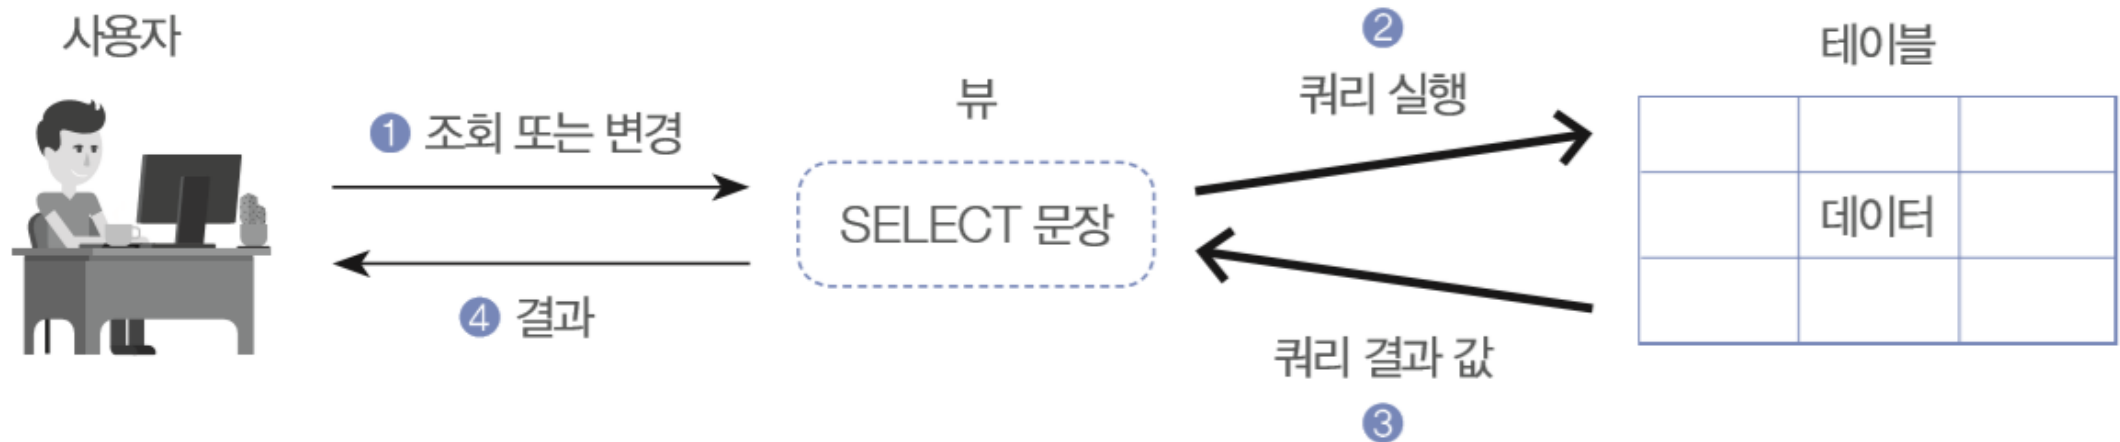 사용자
① 조회 또는 변경
④ 결과
뷰
SELECT 문장
②
쿼리 실행
쿼리 결과 값
③
테이블
데이터